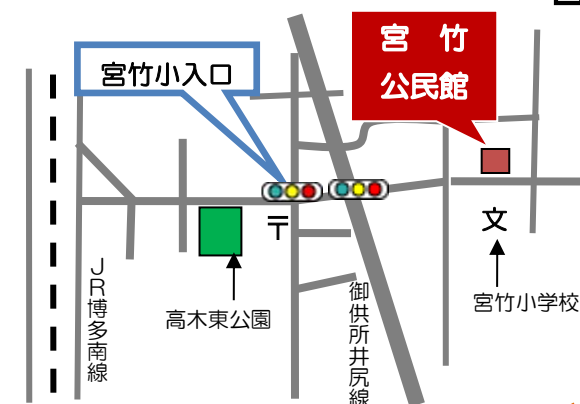 宮竹小入口
宮 竹
公民館
〒
文
宮竹小学校
高木東公園
JR博多南線
御供所井尻線